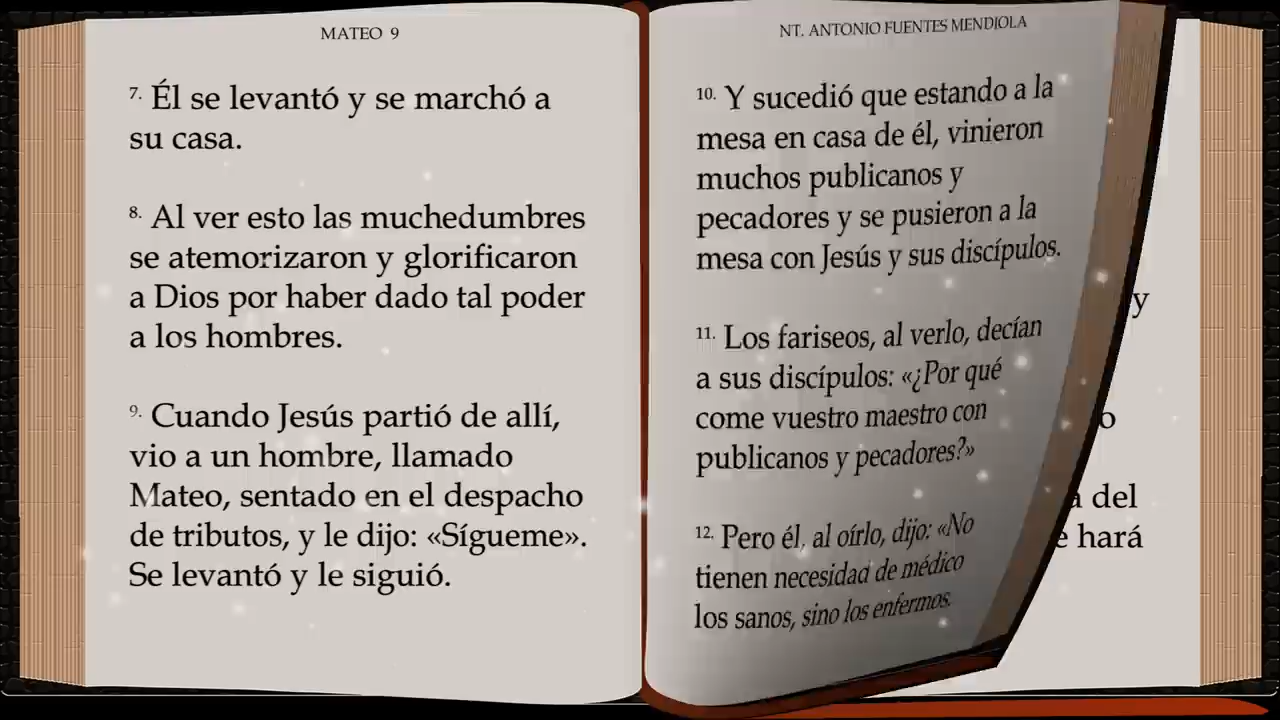 MATEO 9
7. Él se levantó y se marchó a
su casa.
8. Al ver esto las muchedumbres
se atemorizaron y glorificaron
a Dios por haber dado tal poder
a los hombres.
9. Cuando Jesús partió de allí,
vio a un hombre, llamado
Mateo, sentado en el despacho
de tributos, y le dijo: «Sígueme».
Se levantó y le siguió.
NT. ANTONIO FUENTES MENDIOLA
10. Y sucedió que estando a la
mesa en casa de él, vinieron
muchos publicanos y
pecadores y se pusieron a la
mesa con Jesús y sus discípulos.
11. Los fariseos, al verlo, decían
a sus discípulos: «¿Por qué
come vuestro maestro con
publicanos y pecadores?»
12. Pero él, al oírlo, dijo: «No
tienen necesidad de médico
los sanos, sino los enfermos.
y
del
hará